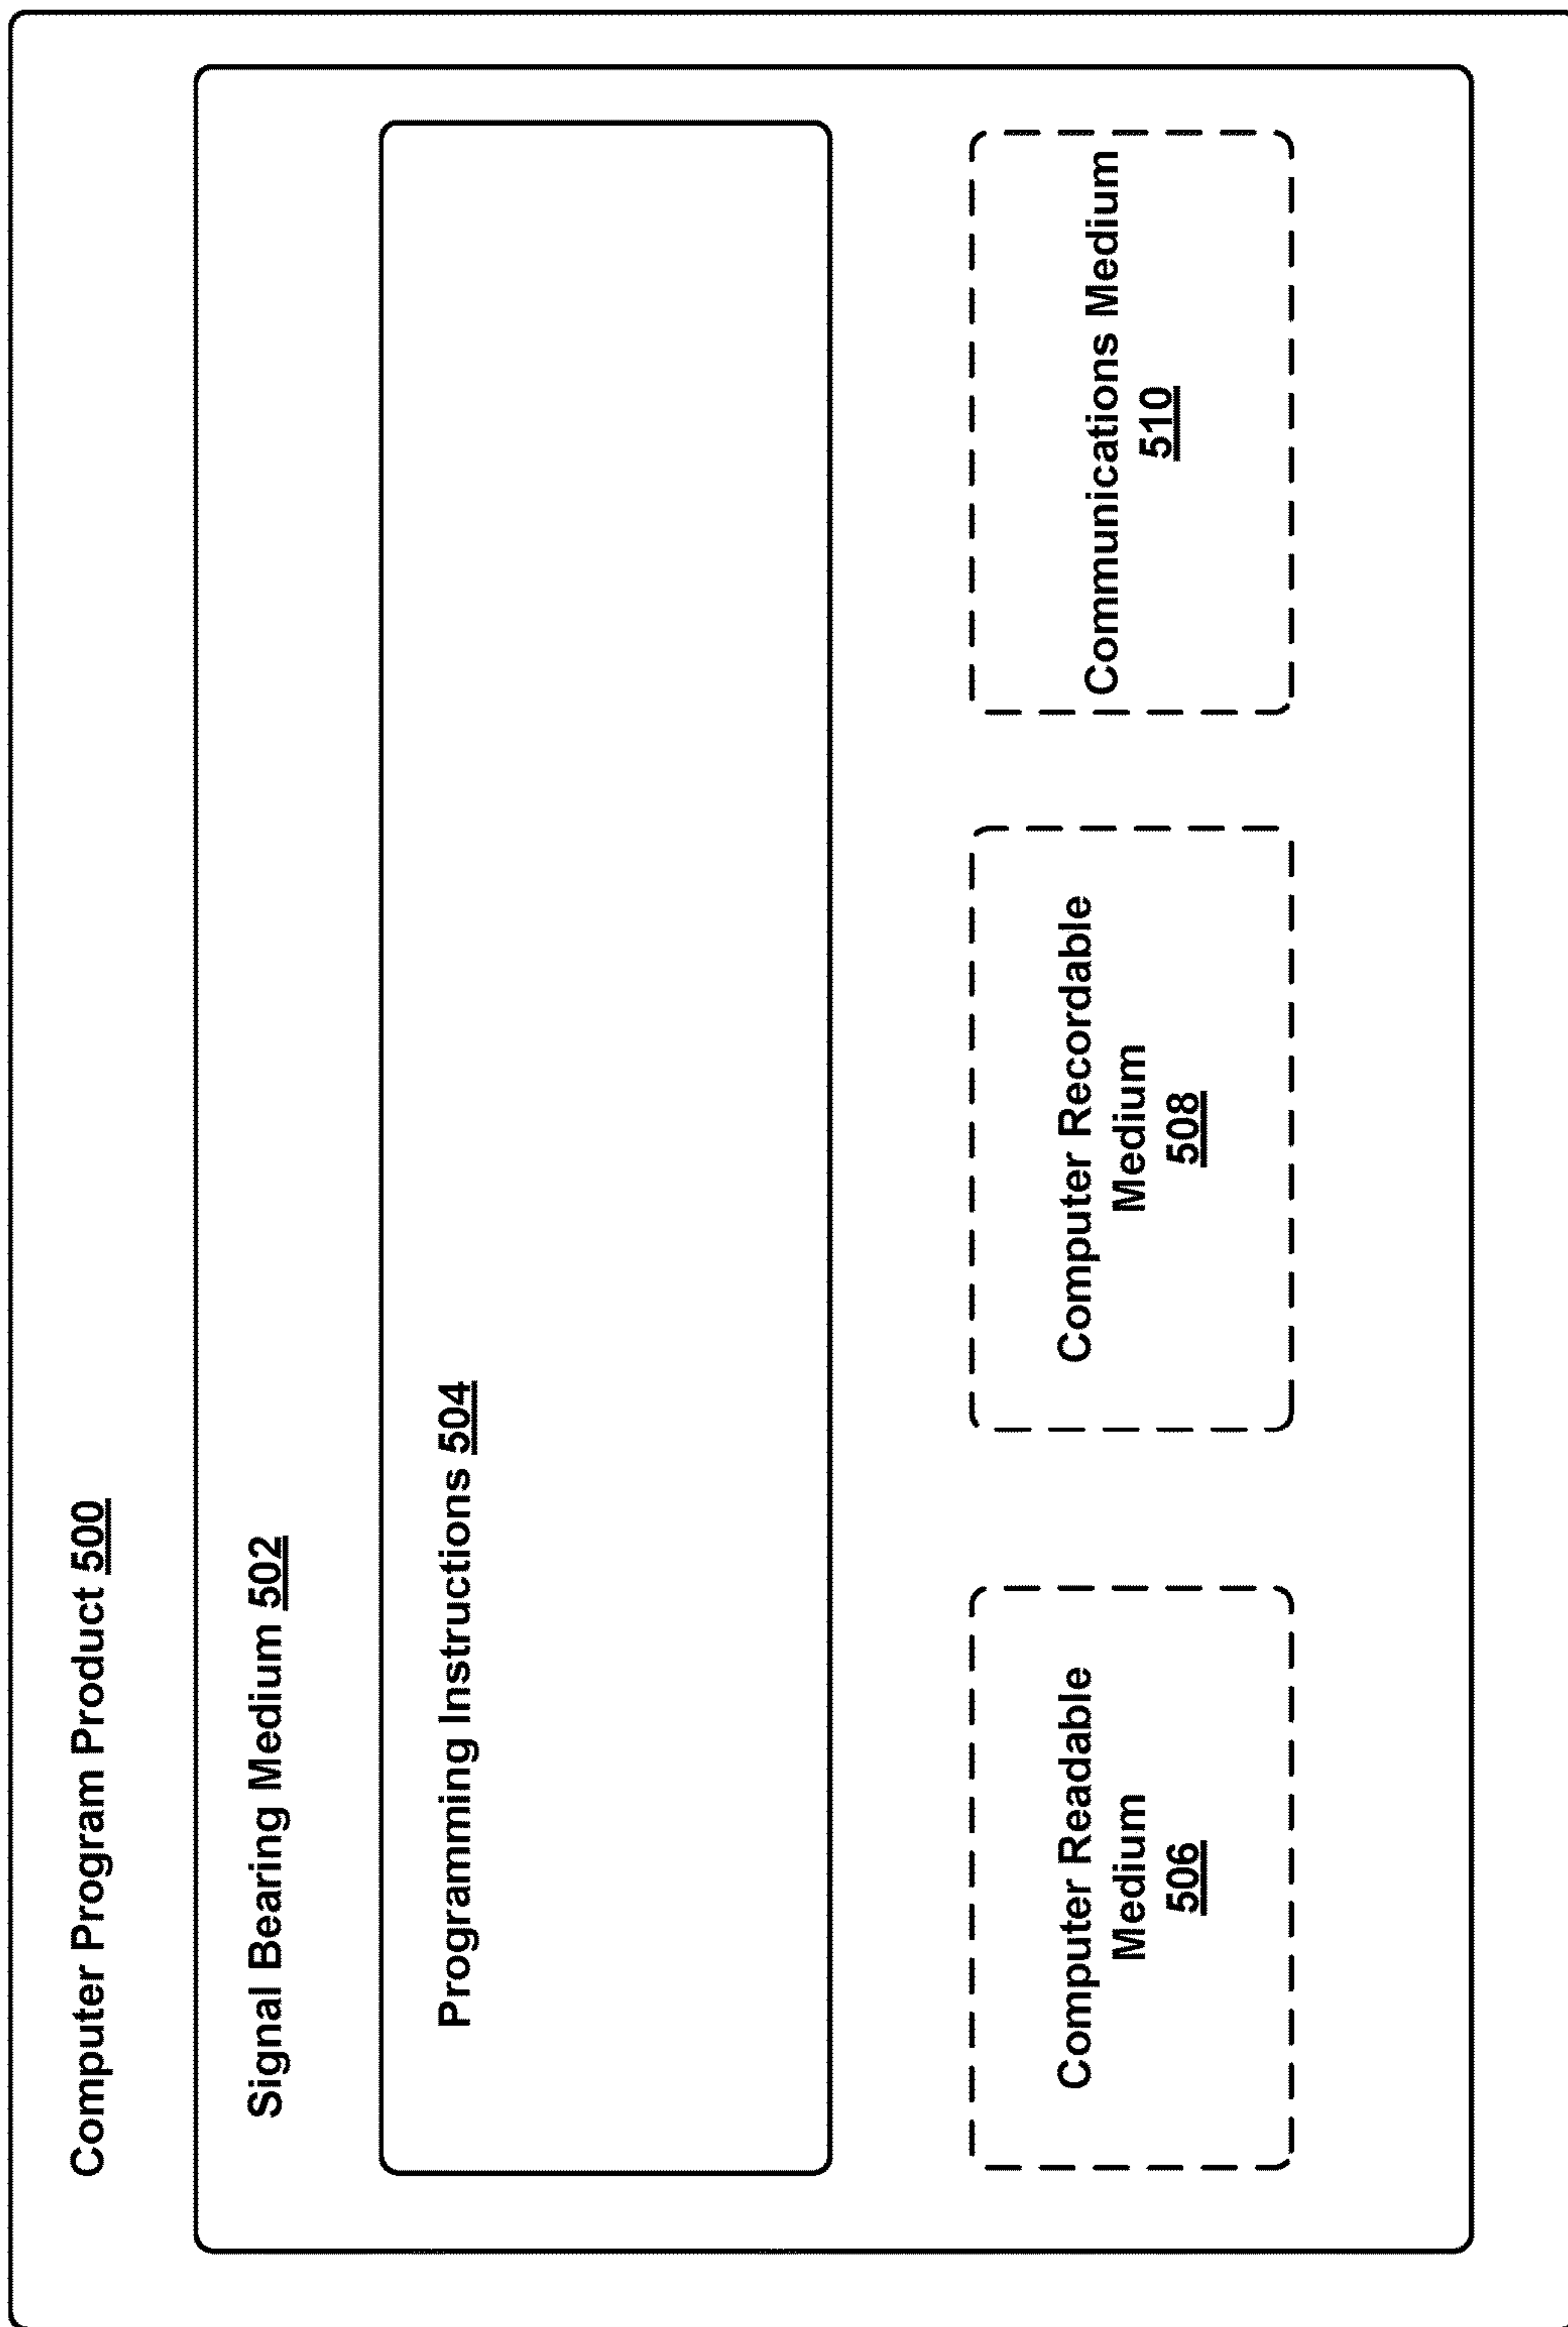 Computer Program Product 500
Signal Bearing Medium 502
Programming Instructions 504
Computer Readable
Medium
506
Computer Recordable
Medium
508
Communications Medium
510